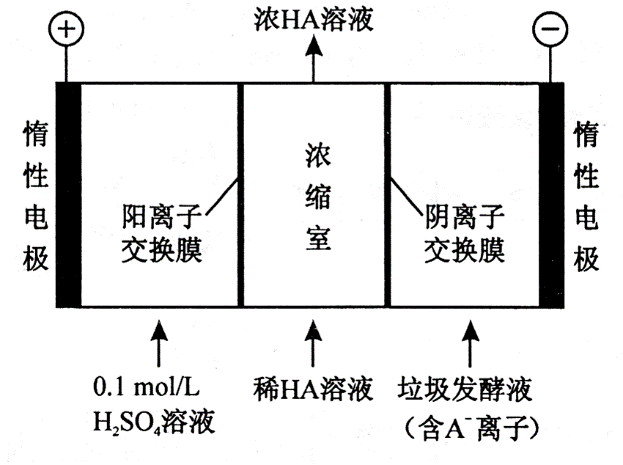 浓HA溶液
+
−
惰性电极
阳离子
交换膜
浓缩室
阴离子
交换膜
惰性电极
0.1 mol/L
H₂SO₄溶液
稀HA溶液
垃圾发酵液
(含A⁻离子)